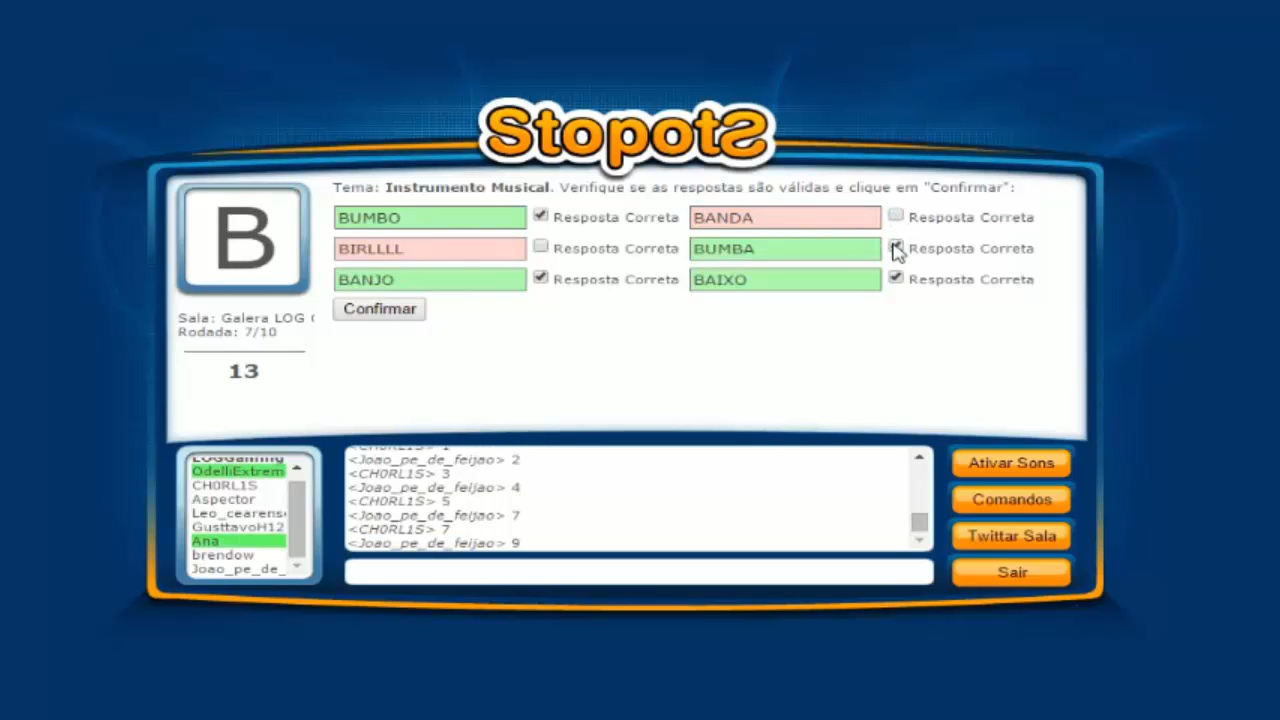 StopotS
B
Tema: Instrumento Musical. Verifique se as respostas são válidas e clique em "Confirmar":
BUMBO Resposta Correta BANDA Resposta Correta
BIRLLLL Resposta Correta BUMBA Resposta Correta
BANJO Resposta Correta BAIXO Resposta Correta
Confirmar
Sala: Galera LOG
Rodada: 7/10
13
LOGGaming
OdelliExtrem
CH0RL1S
Aspector
Leo_cearens
GusttavoH12
Ana
brendow
Joao_pe_de_
<CH0RL1S> 1
<Joao_pe_de_feijao> 2
<CH0RL1S> 3
<Joao_pe_de_feijao> 4
<CH0RL1S> 5
<Joao_pe_de_feijao> 7
<CH0RL1S> 7
<Joao_pe_de_feijao> 9
Ativar Sons
Comandos
Twittar Sala
Sair